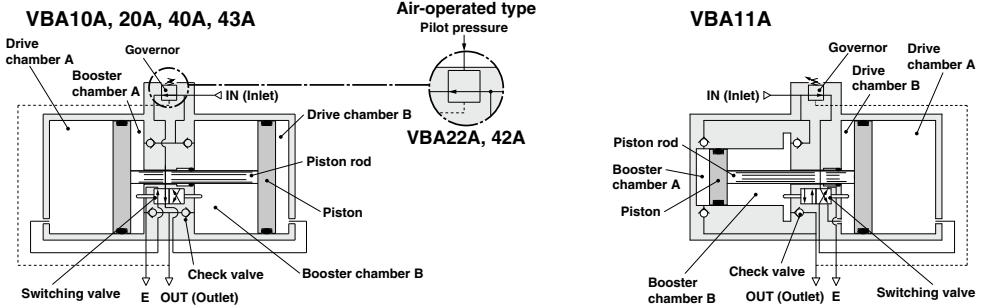 VBA10A, 20A, 40A, 43A
Drive
chamber A
Governor
Booster
chamber A
IN (Inlet)
Drive chamber B
Piston rod
Piston
Check valve
Booster chamber B
Switching valve
E
OUT (Outlet)
Air-operated type
Pilot pressure
VBA22A, 42A
VBA11A
Governor
Drive
chamber A
Drive
chamber B
IN (Inlet)
Piston rod
Booster
chamber A
Piston
Booster
chamber B
Check valve
OUT (Outlet)
E
Switching valve